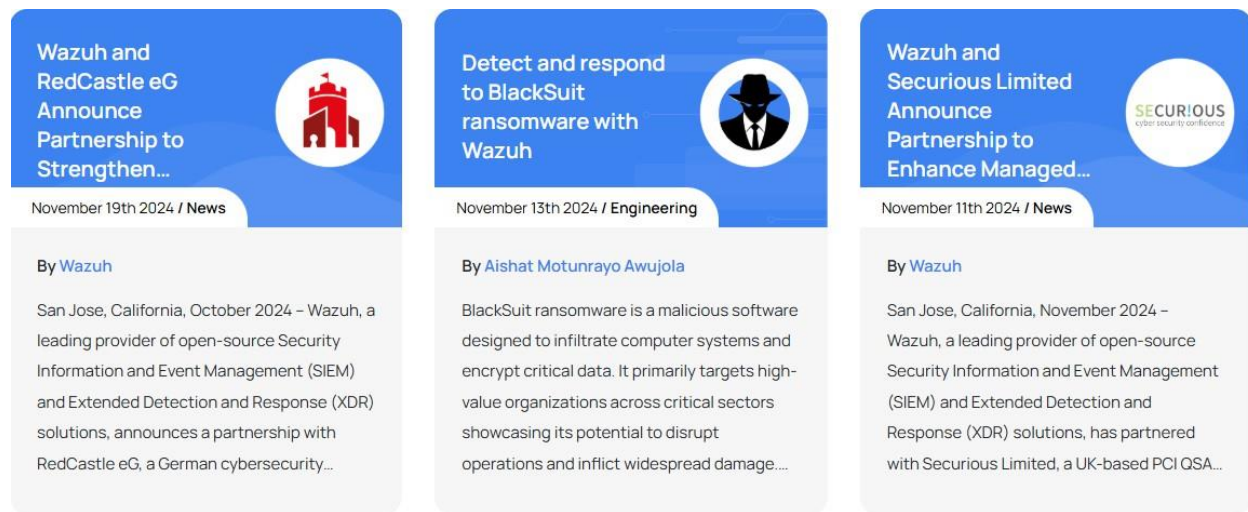 Wazuh and
RedCastle eG
Announce
Partnership to
Strengthen...
November 19th 2024 / News
By Wazuh
San Jose, California, October 2024 – Wazuh, a
leading provider of open-source Security
Information and Event Management (SIEM)
and Extended Detection and Response (XDR)
solutions, announces a partnership with
RedCastle eG, a German cybersecurity...
Detect and respond
to BlackSuit
ransomware with
Wazuh
November 13th 2024 / Engineering
By Aishat Motunrayo Awujola
BlackSuit ransomware is a malicious software
designed to infiltrate computer systems and
encrypt critical data. It primarily targets high-
value organizations across critical sectors
showcasing its potential to disrupt
operations and inflict widespread damage....
Wazuh and
Securious Limited
Announce
Partnership to
Enhance Managed...
SECUR!OUS
cyber security confidence
November 11th 2024 / News
By Wazuh
San Jose, California, November 2024 –
Wazuh, a leading provider of open-source
Security Information and Event Management
(SIEM) and Extended Detection and
Response (XDR) solutions, has partnered
with Securious Limited, a UK-based PCI QSA...